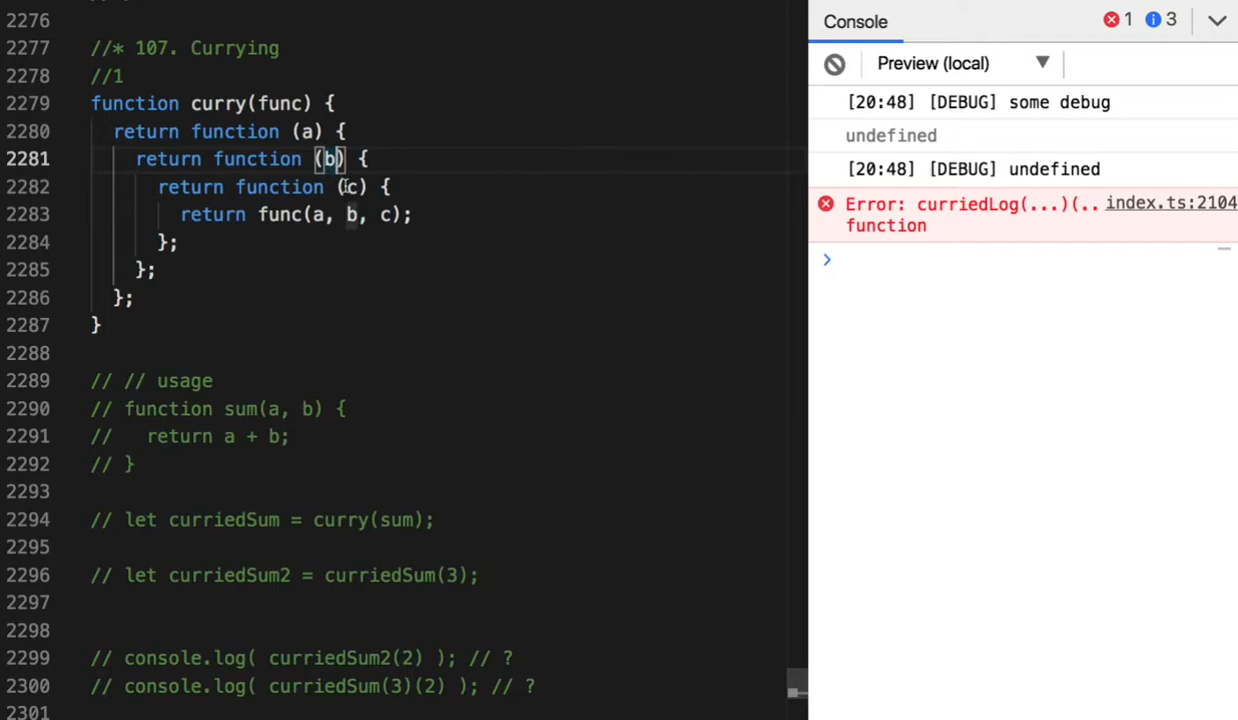 2276
2277 //* 107. Currying
2278 //1
2279 function curry(func) {
2280 return function (a) {
2281 return function (b) {
2282 return function (c) {
2283 return func(a, b, c);
2284 };
2285 };
2286 };
2287 }
2288
2289 // // usage
2290 // function sum(a, b) {
2291 // return a + b;
2292 // }
2293
2294 // let curriedSum = curry(sum);
2295
2296 // let curriedSum2 = curriedSum(3);
2297
2298
2299 // console.log( curriedSum2(2) ); // ?
2300 // console.log( curriedSum(3)(2) ); // ?
2301
Console 1 3
Preview (local)
[20:48] [DEBUG] some debug
undefined
[20:48] [DEBUG] undefined
Error: curriedLog(...)(.. index.ts:2104
function